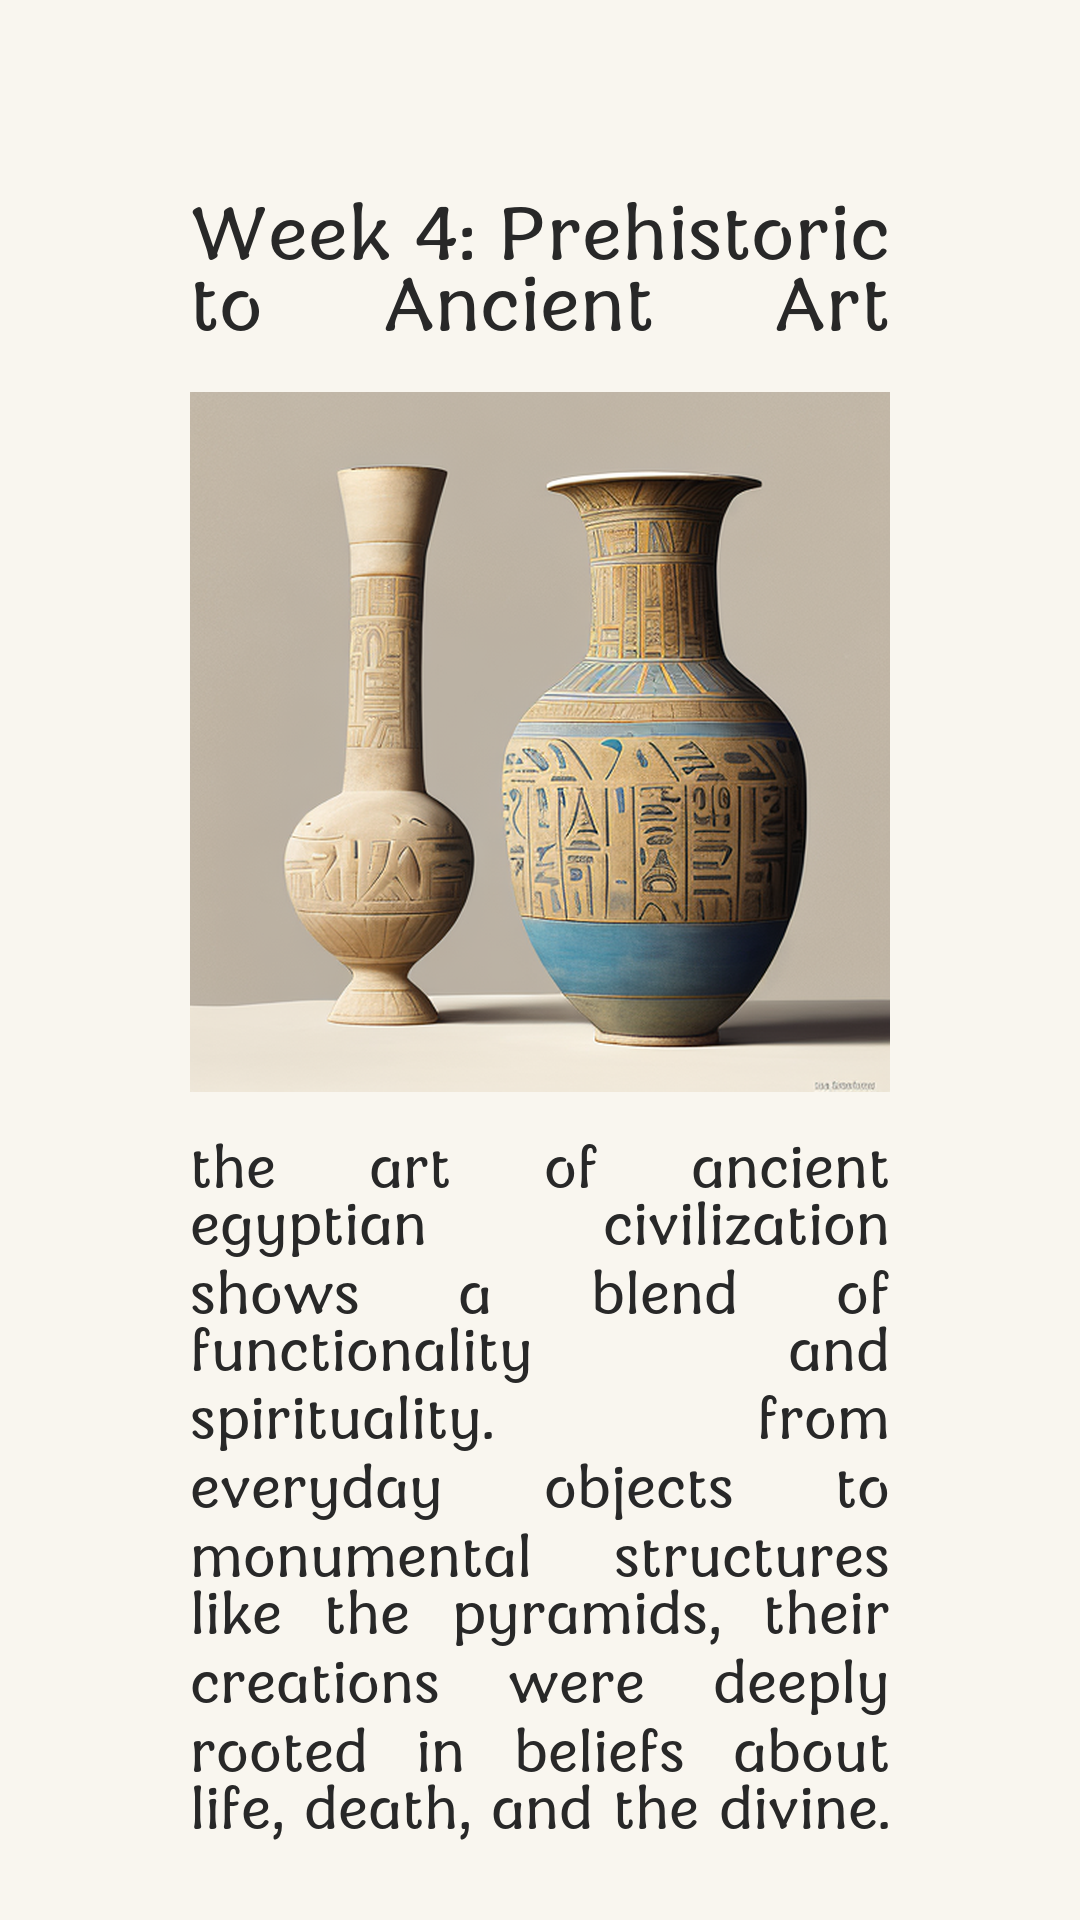 Week 4: Prehistoric
to Ancient Art
the art of ancient
egyptian civilization
shows a blend of
functionality and
spirituality. from
everyday objects to
monumental structures
like the pyramids, their
creations were deeply
rooted in beliefs about
life, death, and the divine.